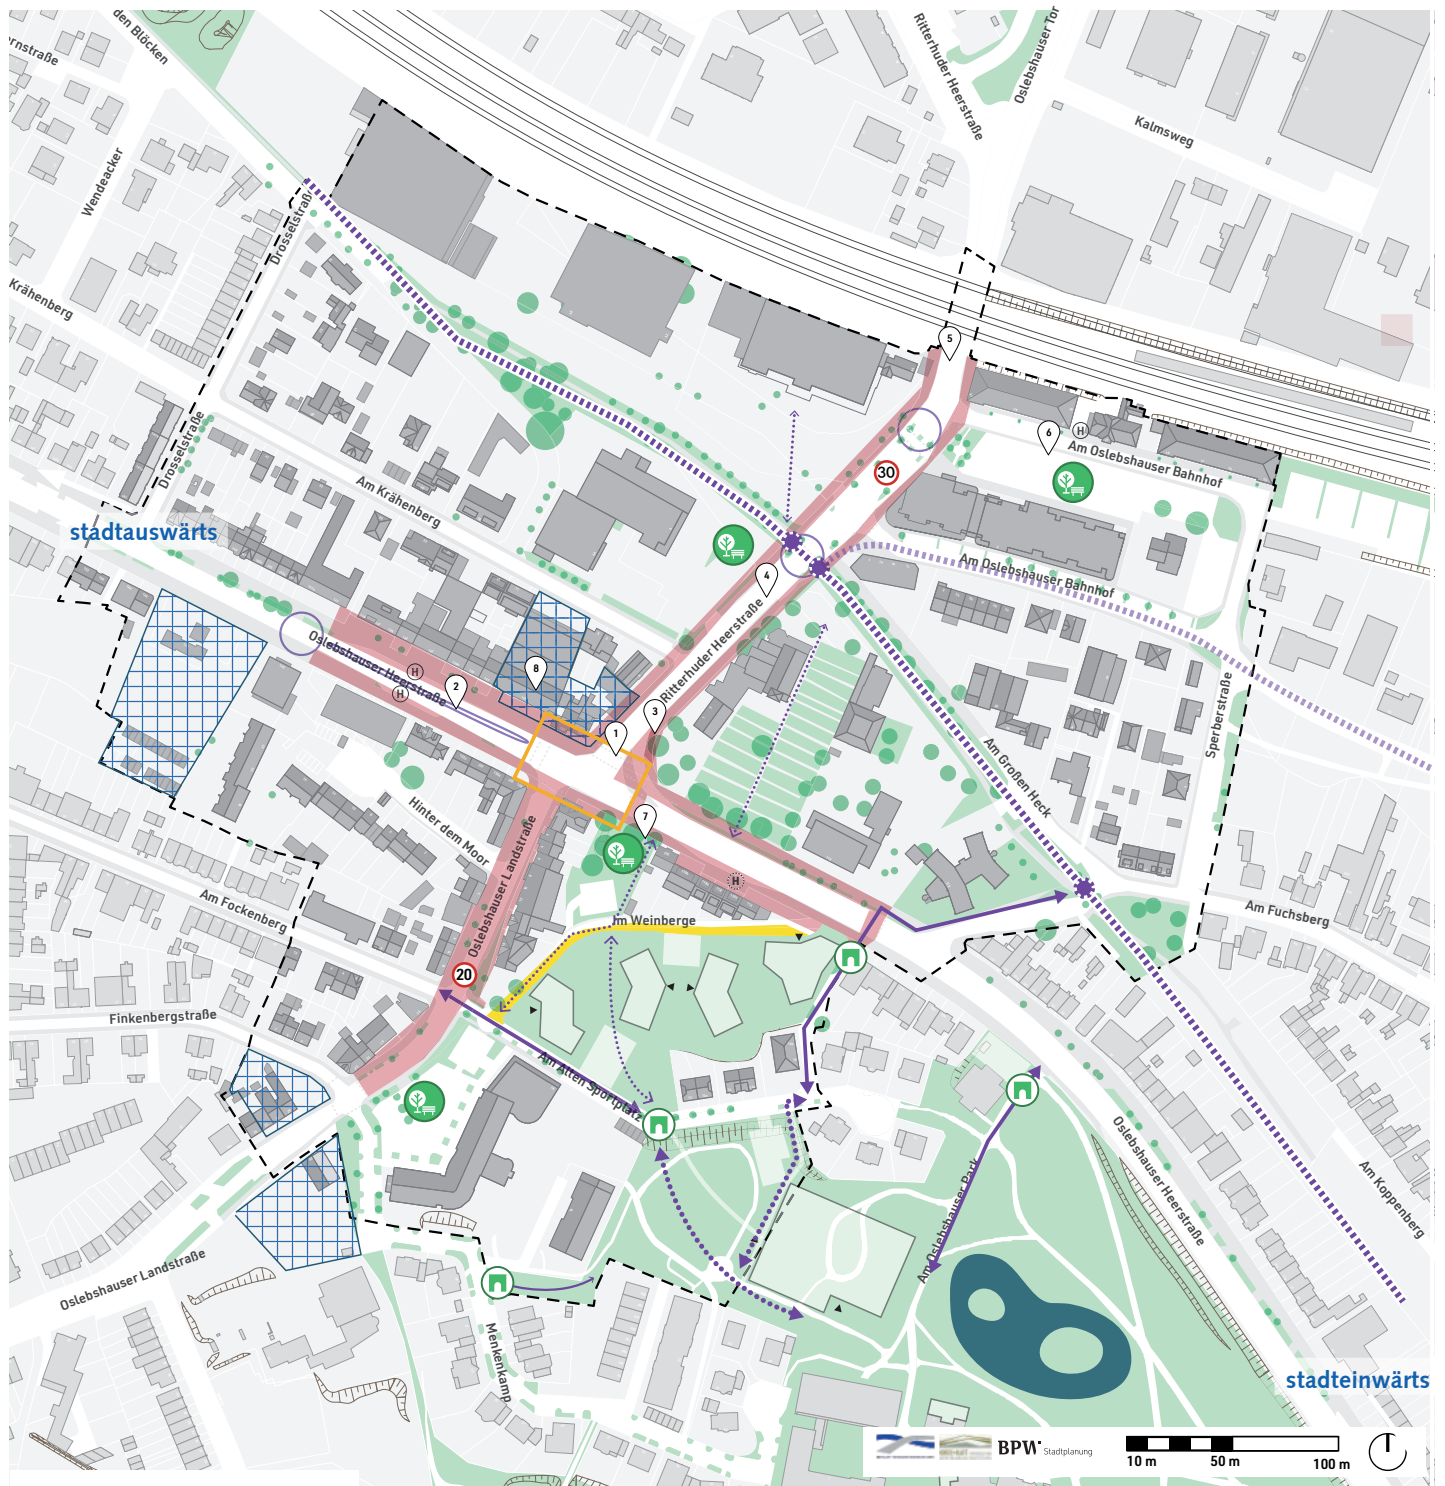 den Blöcken
rnstraße
Wendeacker
Drosselstraße
Krähenberg
Ritterhuder Heerstraße
Oslebshauser Tor
Kalmsweg
5
6
H
Am Oslebshauser Bahnhof
30
Drosselstraße
Am Krähenberg
stadtauswärts
4
Am Oslebshauser Bahnhof
Ritterhuder Heerstraße
Oslebshauser Heerstraße
H
H
2
8
3
1
7
Sperberstraße
Am Großen Heck
Hinter dem Moor
Oslebshauser Landstraße
H
Am Fockenberg
Im Weinberge
Am Fuchsberg
20
Finkenbergstraße
Am Alten Sportplatz
Am Oslebshauser Park
Oslebshauser Heerstraße
Am Koppenberg
Oslebshauser Landstraße
Menkenkamp
stadteinwärts
BPW Stadtplanung
10 m 50 m 100 m